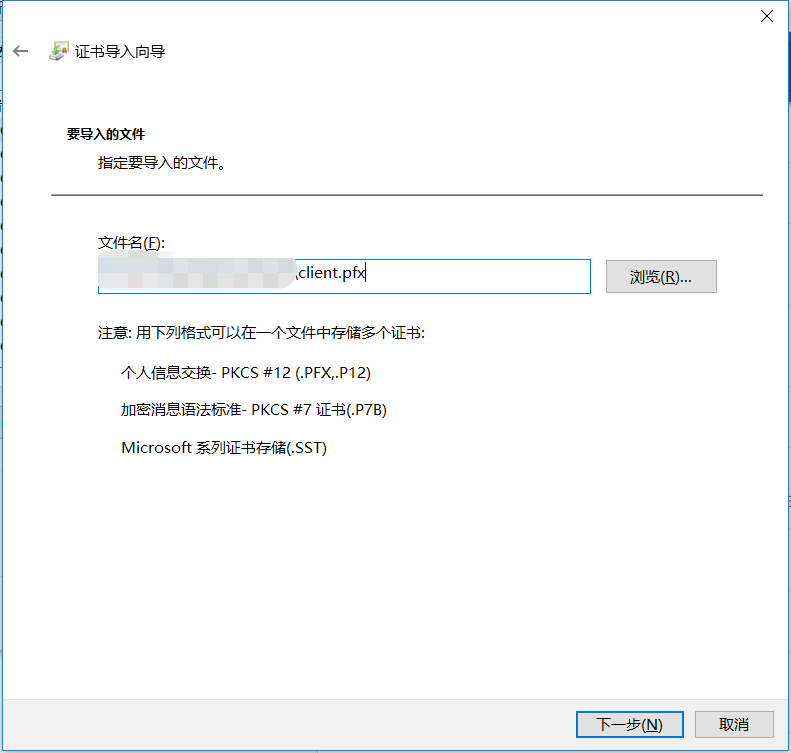 证书导入向导
要导入的文件
指定要导入的文件。
文件名(F):
\client.pfx
浏览(R)...
注意: 用下列格式可以在一个文件中存储多个证书:
个人信息交换- PKCS #12 (.PFX,.P12)
加密消息语法标准- PKCS #7 证书(.P7B)
Microsoft 系列证书存储(.SST)
下一步(N)
取消